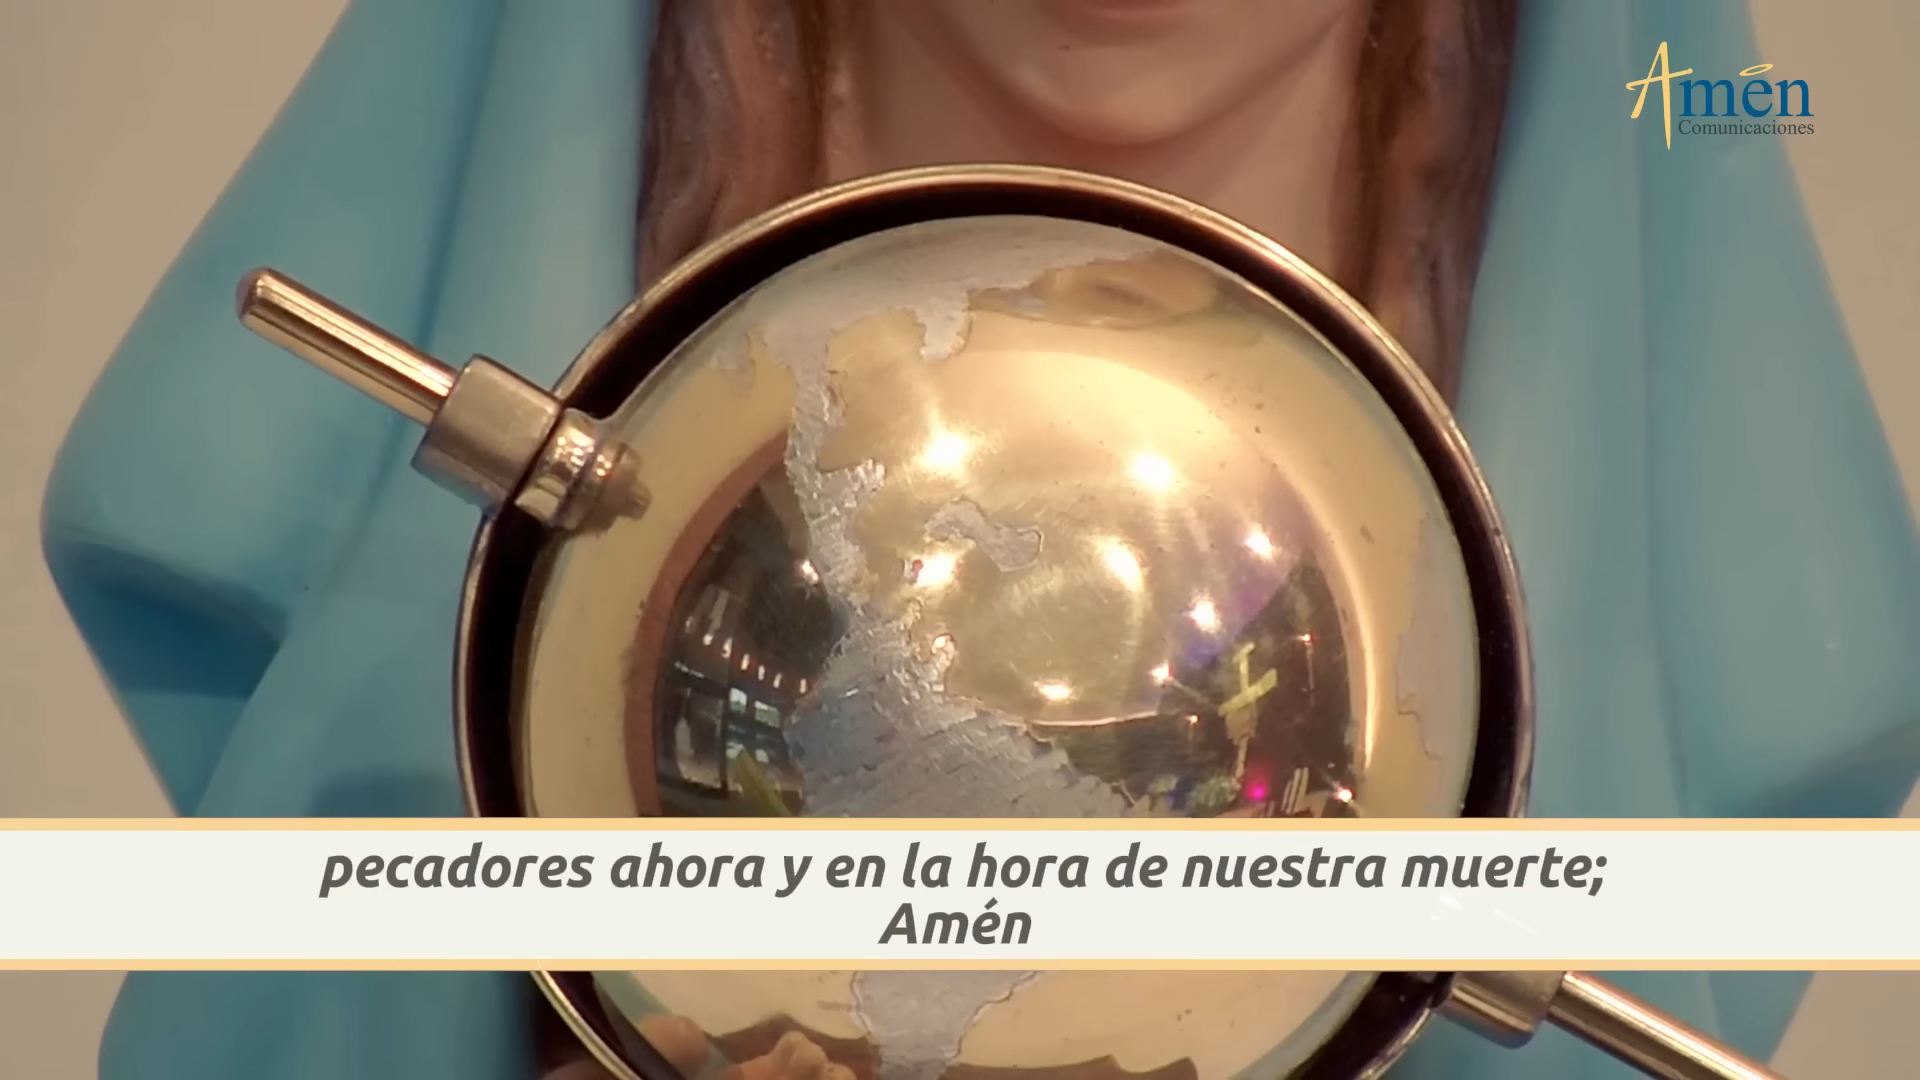 Amén
Comunicaciones
pecadores ahora y en la hora de nuestra muerte;
Amén